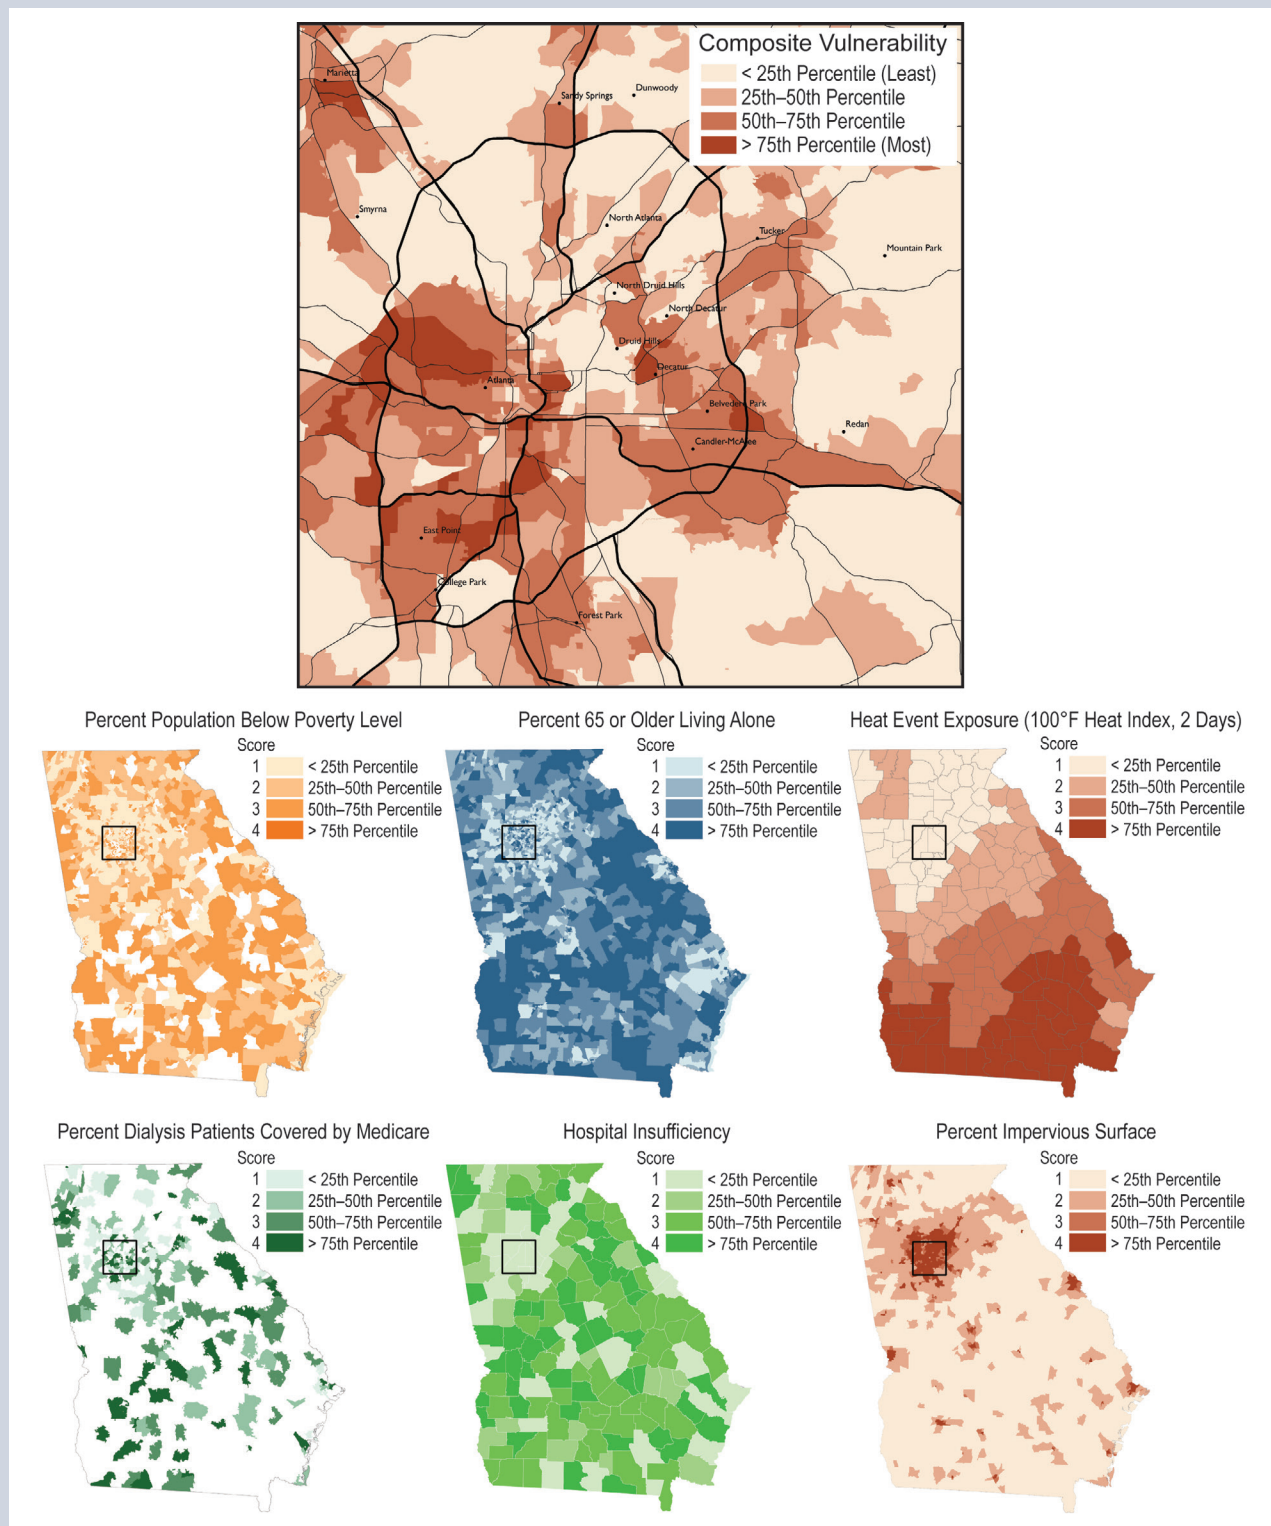 Composite Vulnerability
< 25th Percentile (Least)
25th–50th Percentile
50th–75th Percentile
> 75th Percentile (Most)
Marietta
Sandy Springs
Dunwoody
Smyrna
North Atlanta
Tucker
Mountain Park
North Druid Hills
North Decatur
Druid Hills
Decatur
Atlanta
Belvedere Park
Redan
Candler-McAfee
East Point
College Park
Forest Park
Percent Population Below Poverty Level
Score
1 < 25th Percentile
2 25th–50th Percentile
3 50th–75th Percentile
4 > 75th Percentile
Percent 65 or Older Living Alone
Score
1 < 25th Percentile
2 25th–50th Percentile
3 50th–75th Percentile
4 > 75th Percentile
Heat Event Exposure (100°F Heat Index, 2 Days)
Score
1 < 25th Percentile
2 25th–50th Percentile
3 50th–75th Percentile
4 > 75th Percentile
Percent Dialysis Patients Covered by Medicare
Score
1 < 25th Percentile
2 25th–50th Percentile
3 50th–75th Percentile
4 > 75th Percentile
Hospital Insufficiency
Score
1 < 25th Percentile
2 25th–50th Percentile
3 50th–75th Percentile
4 > 75th Percentile
Percent Impervious Surface
Score
1 < 25th Percentile
2 25th–50th Percentile
3 50th–75th Percentile
4 > 75th Percentile